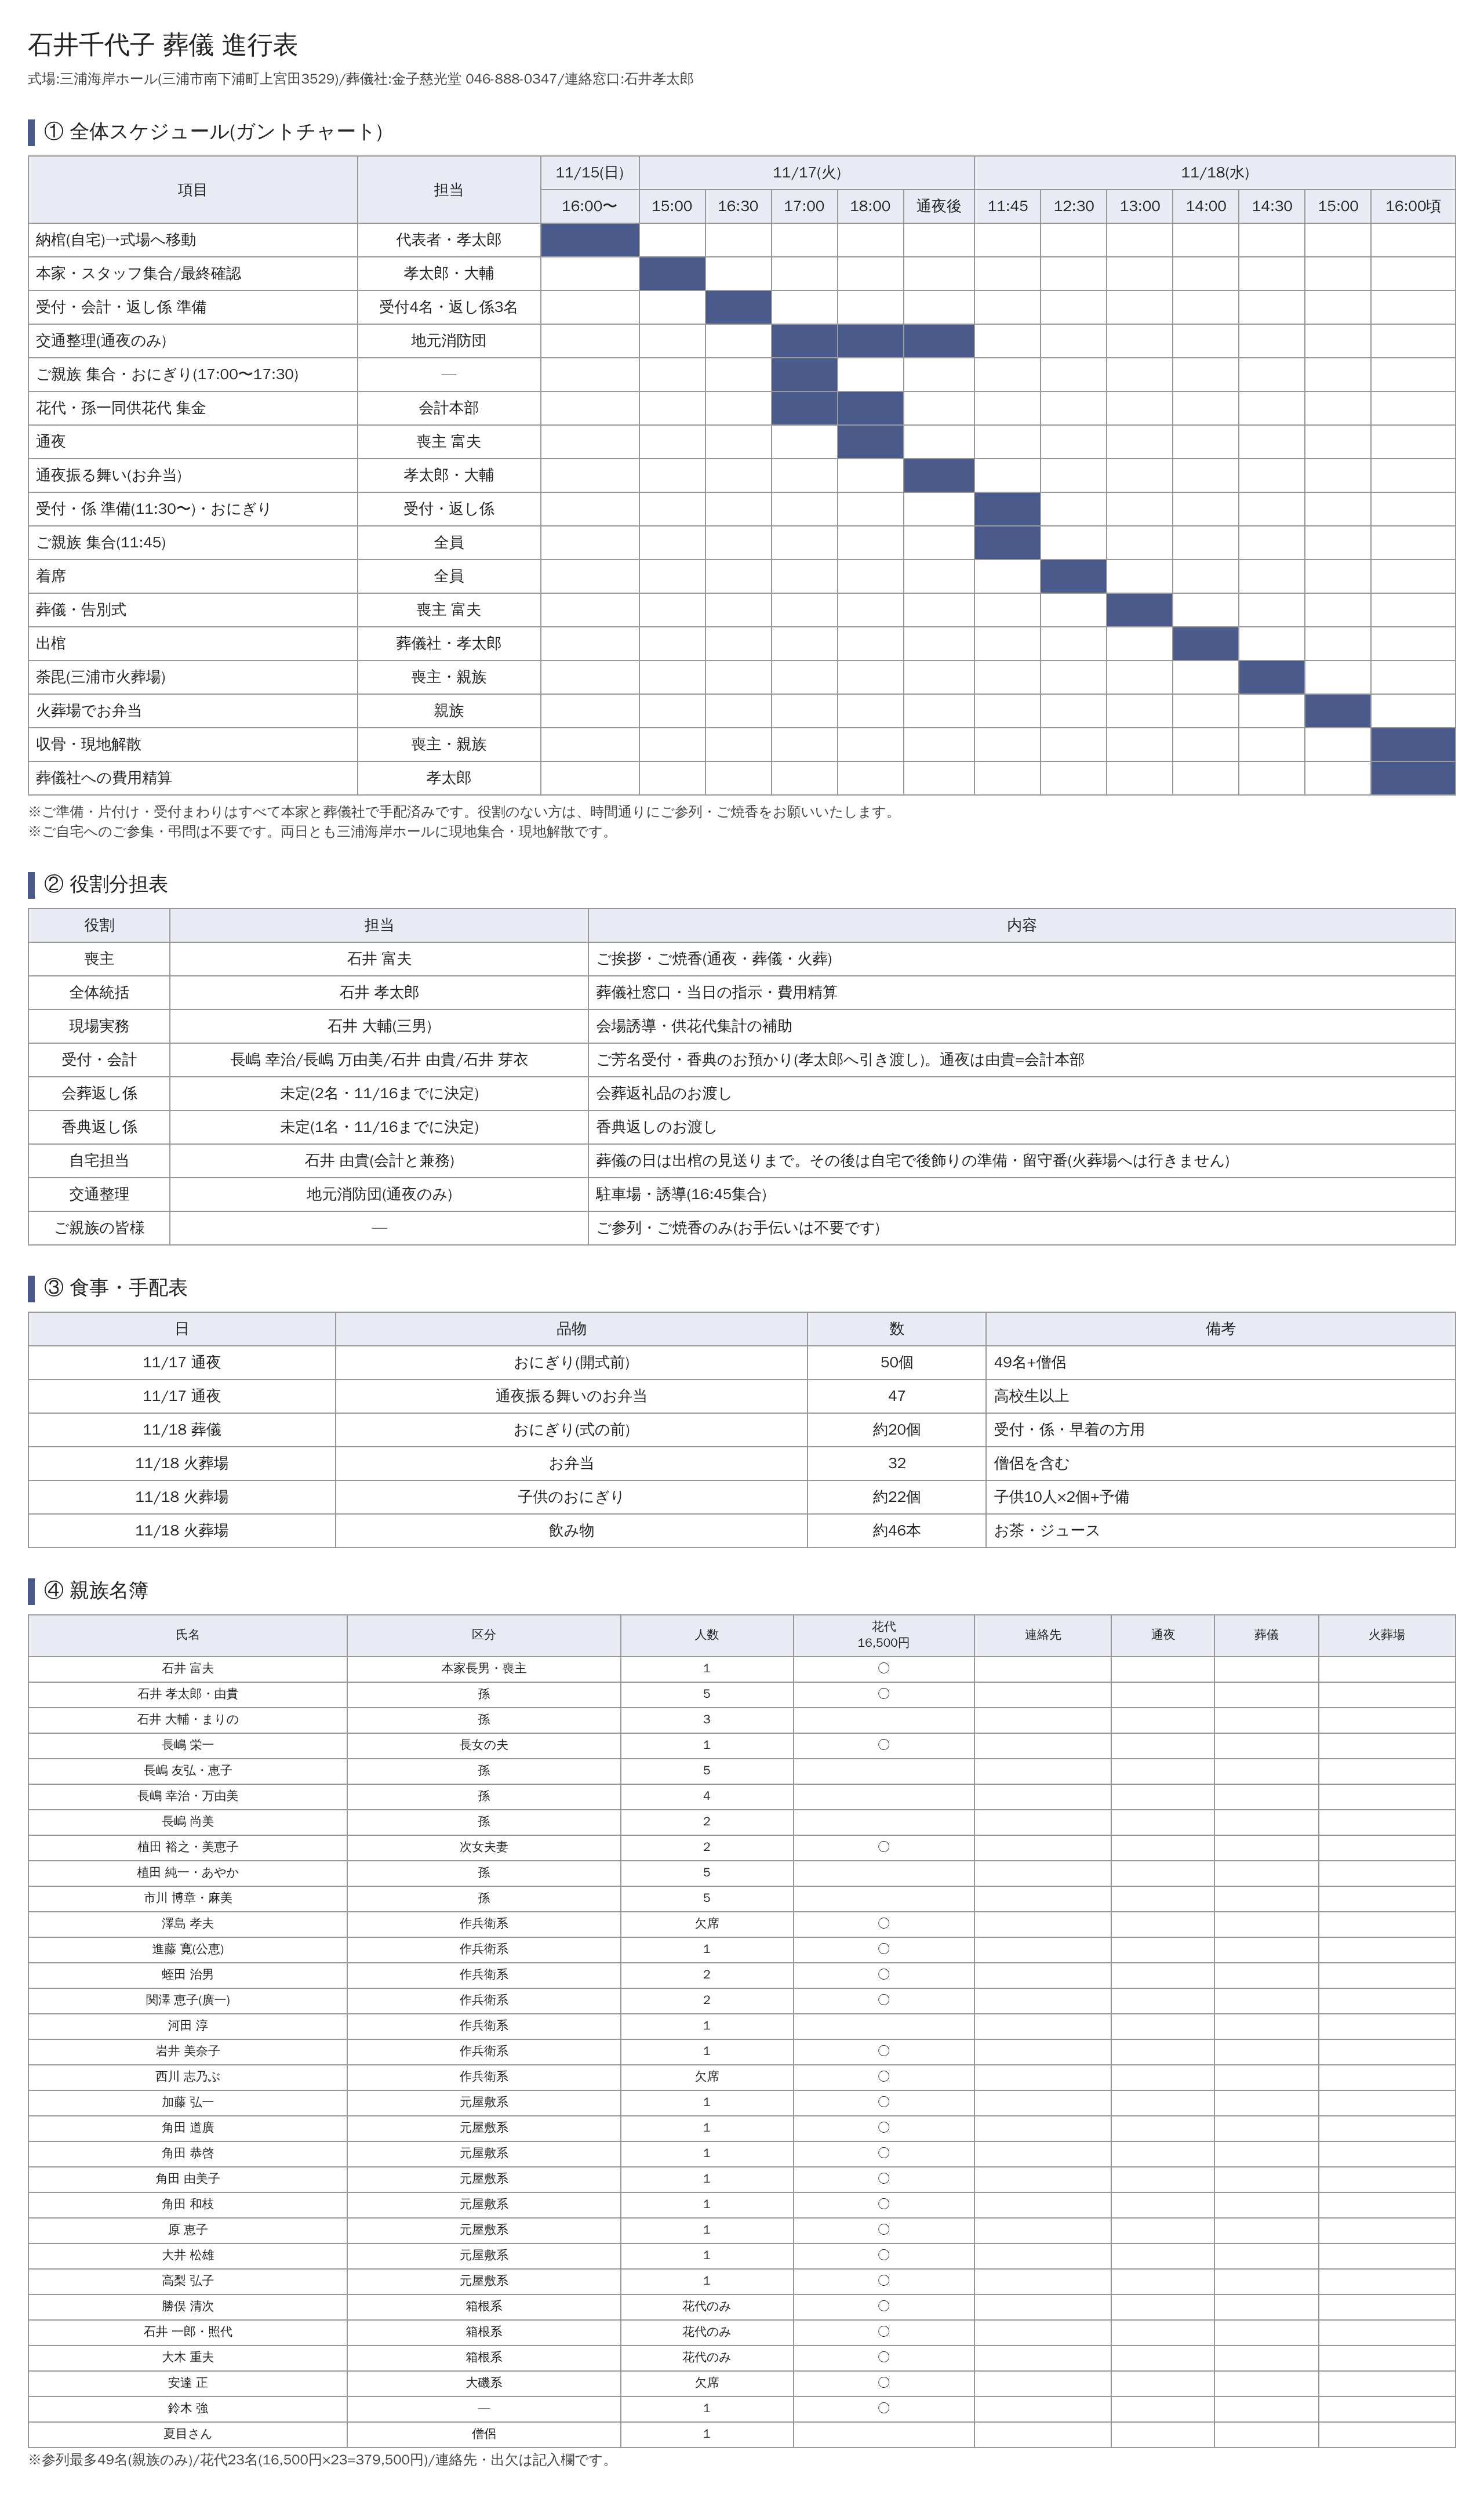 石井千代子 葬儀 進行表
式場:三浦海岸ホール(三浦市南下浦町上宮田3529)/葬儀社:金子慈光堂 046-888-0347/連絡窓口:石井孝太郎
① 全体スケジュール(ガントチャート)
項目 担当 11/15(日) 11/17(火) 11/18(水)
16:00〜 15:00 16:30 17:00 18:00 通夜後 11:45 12:30 13:00 14:00 14:30 15:00 16:00頃
納棺(自宅)→式場へ移動 代表者・孝太郎
本家・スタッフ集合/最終確認 孝太郎・大輔
受付・会計・返し係 準備 受付4名・返し係3名
交通整理(通夜のみ) 地元消防団
ご親族 集合・おにぎり(17:00〜17:30) —
花代・孫一同供花代 集金 会計本部
通夜 喪主 富夫
通夜振る舞い(お弁当) 孝太郎・大輔
受付・係 準備(11:30〜)・おにぎり 受付・返し係
ご親族 集合(11:45) 全員
着席 全員
葬儀・告別式 喪主 富夫
出棺 葬儀社・孝太郎
荼毘(三浦市火葬場) 喪主・親族
火葬場でお弁当 親族
収骨・現地解散 喪主・親族
葬儀社への費用精算 孝太郎
※ご準備・片付け・受付まわりはすべて本家と葬儀社で手配済みです。役割のない方は、時間通りにご参列・ご焼香をお願いいたします。
※ご自宅へのご参集・弔問は不要です。両日とも三浦海岸ホールに現地集合・現地解散です。
② 役割分担表
役割 担当 内容
喪主 石井 富夫 ご挨拶・ご焼香(通夜・葬儀・火葬)
全体統括 石井 孝太郎 葬儀社窓口・当日の指示・費用精算
現場実務 石井 大輔(三男) 会場誘導・供花代集計の補助
受付・会計 長嶋 幸治/長嶋 万由美/石井 由貴/石井 芽衣 ご芳名受付・香典のお預かり(孝太郎へ引き渡し)。通夜は由貴=会計本部
会葬返し係 未定(2名・11/16までに決定) 会葬返礼品のお渡し
香典返し係 未定(1名・11/16までに決定) 香典返しのお渡し
自宅担当 石井 由貴(会計と兼務) 葬儀の日は出棺の見送りまで。その後は自宅で後飾りの準備・留守番(火葬場へは行きません)
交通整理 地元消防団(通夜のみ) 駐車場・誘導(16:45集合)
ご親族の皆様 — ご参列・ご焼香のみ(お手伝いは不要です)
③ 食事・手配表
日 品物 数 備考
11/17 通夜 おにぎり(開式前) 50個 49名+僧侶
11/17 通夜 通夜振る舞いのお弁当 47 高校生以上
11/18 葬儀 おにぎり(式の前) 約20個 受付・係・早着の方用
11/18 火葬場 お弁当 32 僧侶を含む
11/18 火葬場 子供のおにぎり 約22個 子供10人×2個+予備
11/18 火葬場 飲み物 約46本 お茶・ジュース
④ 親族名簿
氏名 区分 人数 花代 16,500円 連絡先 通夜 葬儀 火葬場
石井 富夫 本家長男・喪主 1 〇
石井 孝太郎・由貴 孫 5 〇
石井 大輔・まりの 孫 3
長嶋 栄一 長女の夫 1 〇
長嶋 友弘・恵子 孫 5
長嶋 幸治・万由美 孫 4
長嶋 尚美 孫 2
植田 裕之・美恵子 次女夫妻 2 〇
植田 純一・あやか 孫 5
市川 博章・麻美 孫 5
澤島 孝夫 作兵衛系 欠席 〇
進藤 寛(公恵) 作兵衛系 1 〇
蛭田 治男 作兵衛系 2 〇
関澤 恵子(廣一) 作兵衛系 2 〇
河田 淳 作兵衛系 1
岩井 美奈子 作兵衛系 1 〇
西川 志乃ぶ 作兵衛系 欠席 〇
加藤 弘一 元屋敷系 1 〇
角田 道廣 元屋敷系 1 〇
角田 恭啓 元屋敷系 1 〇
角田 由美子 元屋敷系 1 〇
角田 和枝 元屋敷系 1 〇
原 恵子 元屋敷系 1 〇
大井 松雄 元屋敷系 1 〇
高梨 弘子 元屋敷系 1 〇
勝俣 清次 箱根系 花代のみ 〇
石井 一郎・照代 箱根系 花代のみ 〇
大木 重夫 箱根系 花代のみ 〇
安達 正 大磯系 欠席 〇
鈴木 強 — 1 〇
夏目さん 僧侶 1
※参列最多49名(親族のみ)/花代23名(16,500円×23=379,500円)/連絡先・出欠は記入欄です。